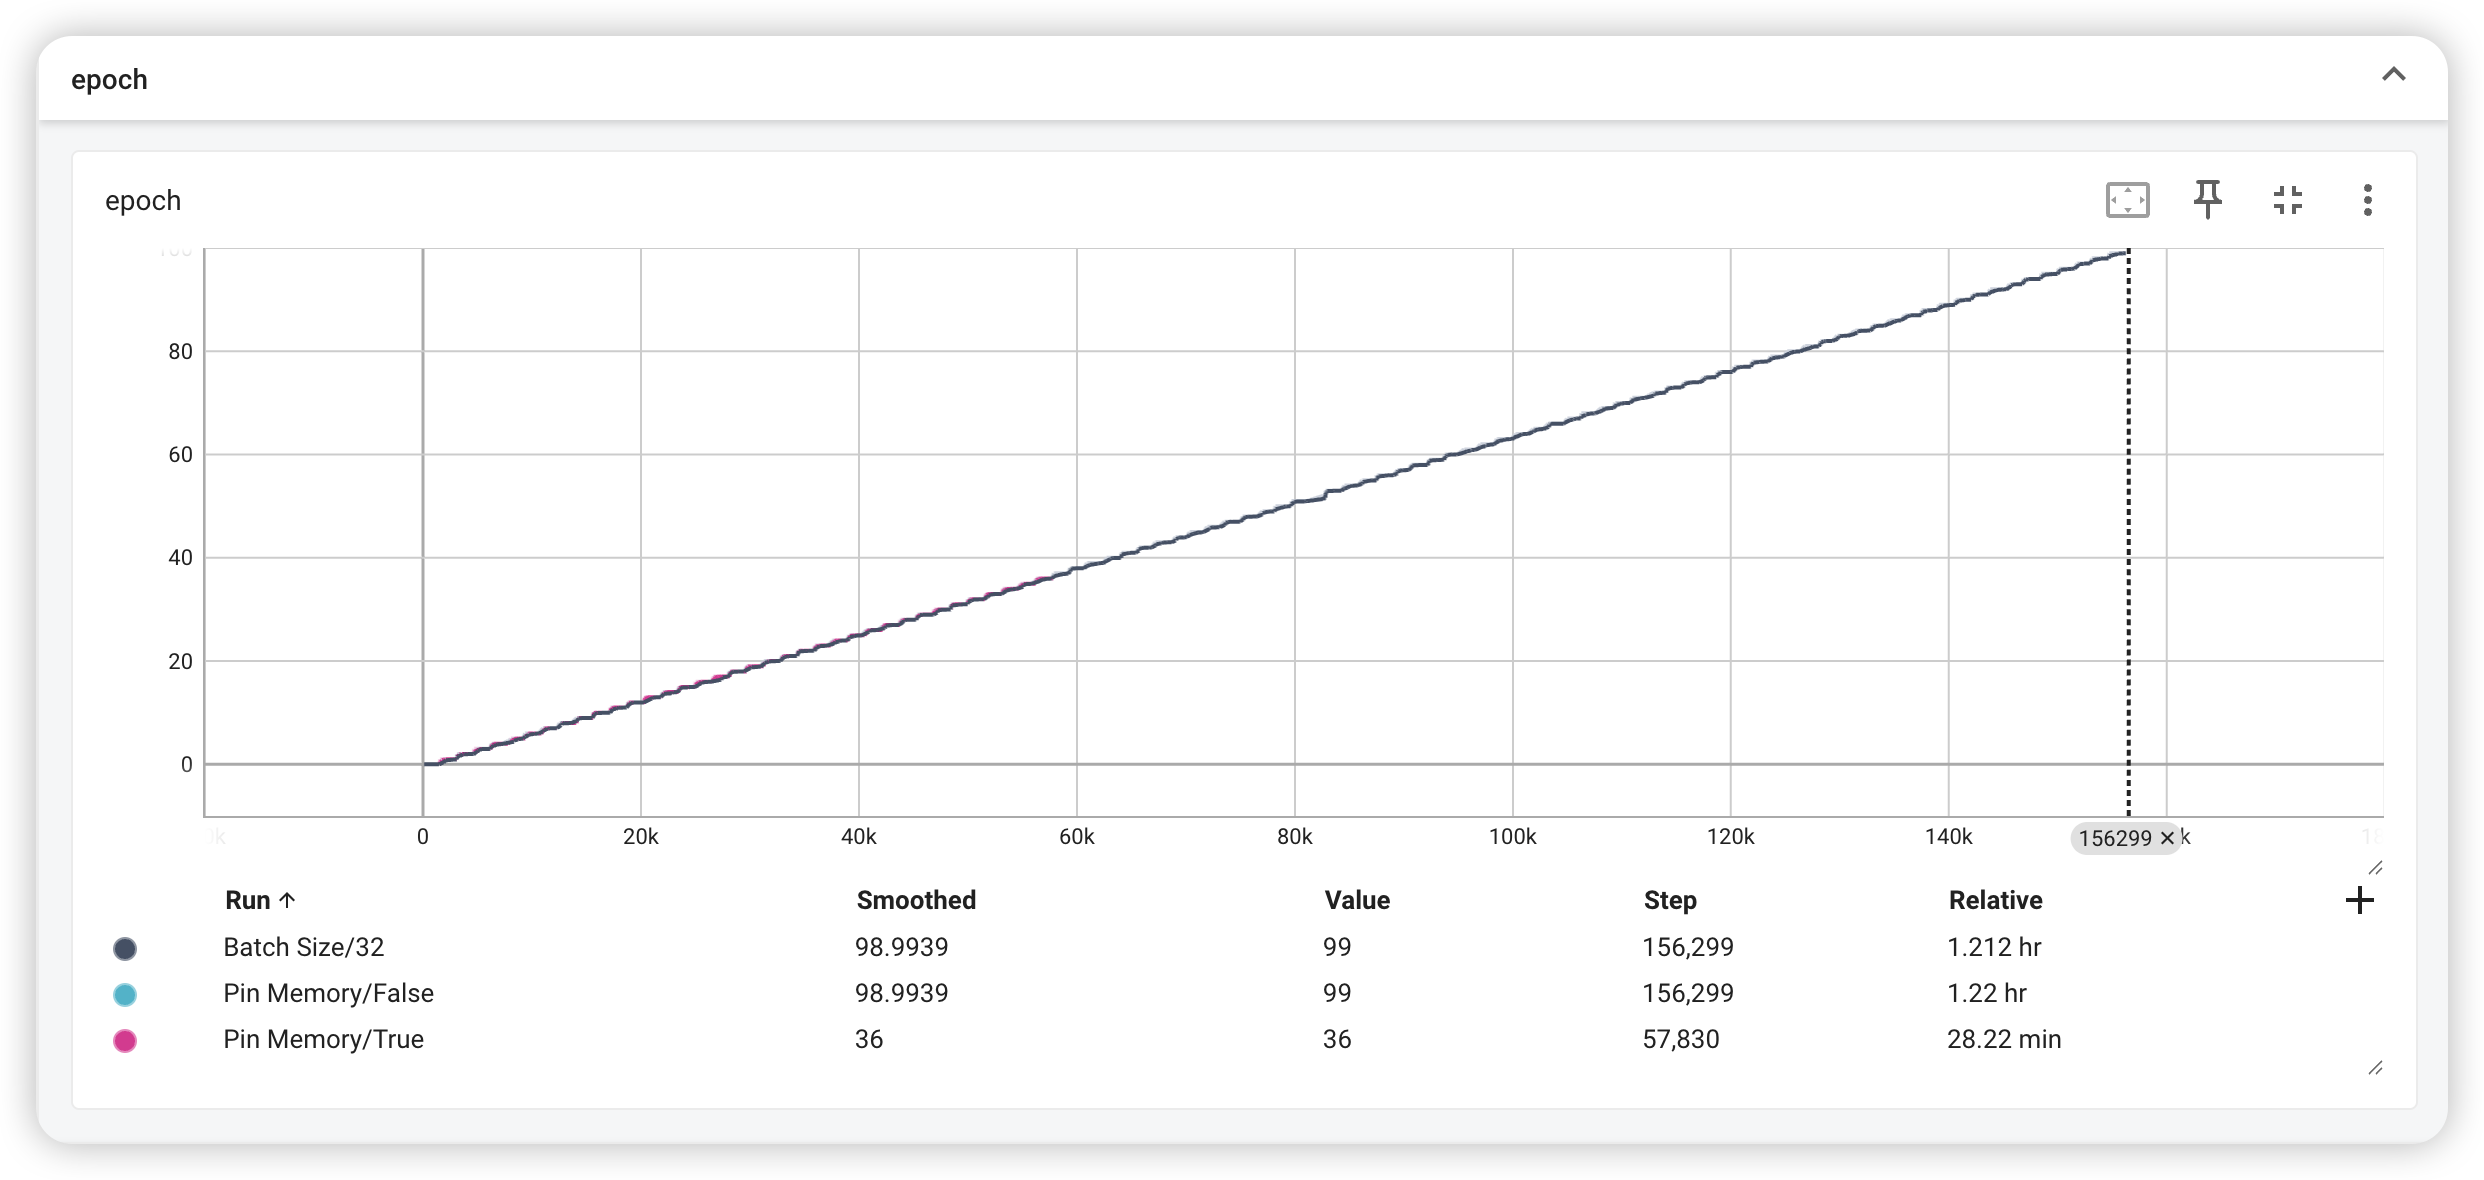 epoch
epoch
100
80
60
40
20
0
0 20k 40k 60k 80k 100k 120k 140k 156299 ✕ k
Run ↑ Smoothed Value Step Relative +
Batch Size/32 98.9939 99 156,299 1.212 hr
Pin Memory/False 98.9939 99 156,299 1.22 hr
Pin Memory/True 36 36 57,830 28.22 min